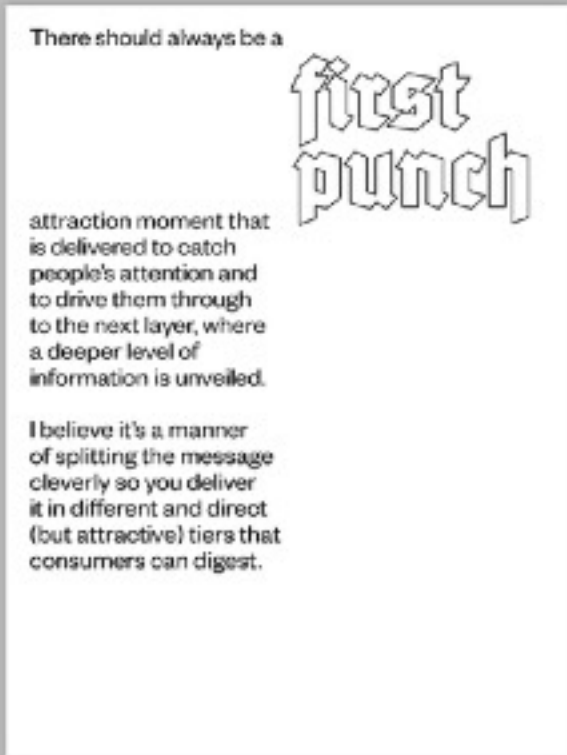 There should always be a
first
punch
attraction moment that
is delivered to catch
people's attention and
to drive them through
to the next layer, where
a deeper level of
information is unveiled.
I believe it's a manner
of splitting the message
cleverly so you deliver
it in different and direct
(but attractive) tiers that
consumers can digest.